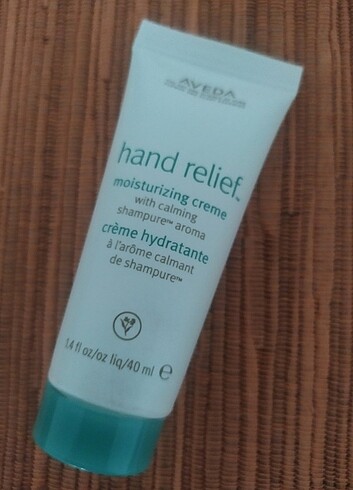 AVEDA
hand relief™
moisturizing creme
with calming
shampure™ aroma
crème hydratante
à l'arôme calmant
de shampure™
1.4 fl oz/oz liq/40 ml e